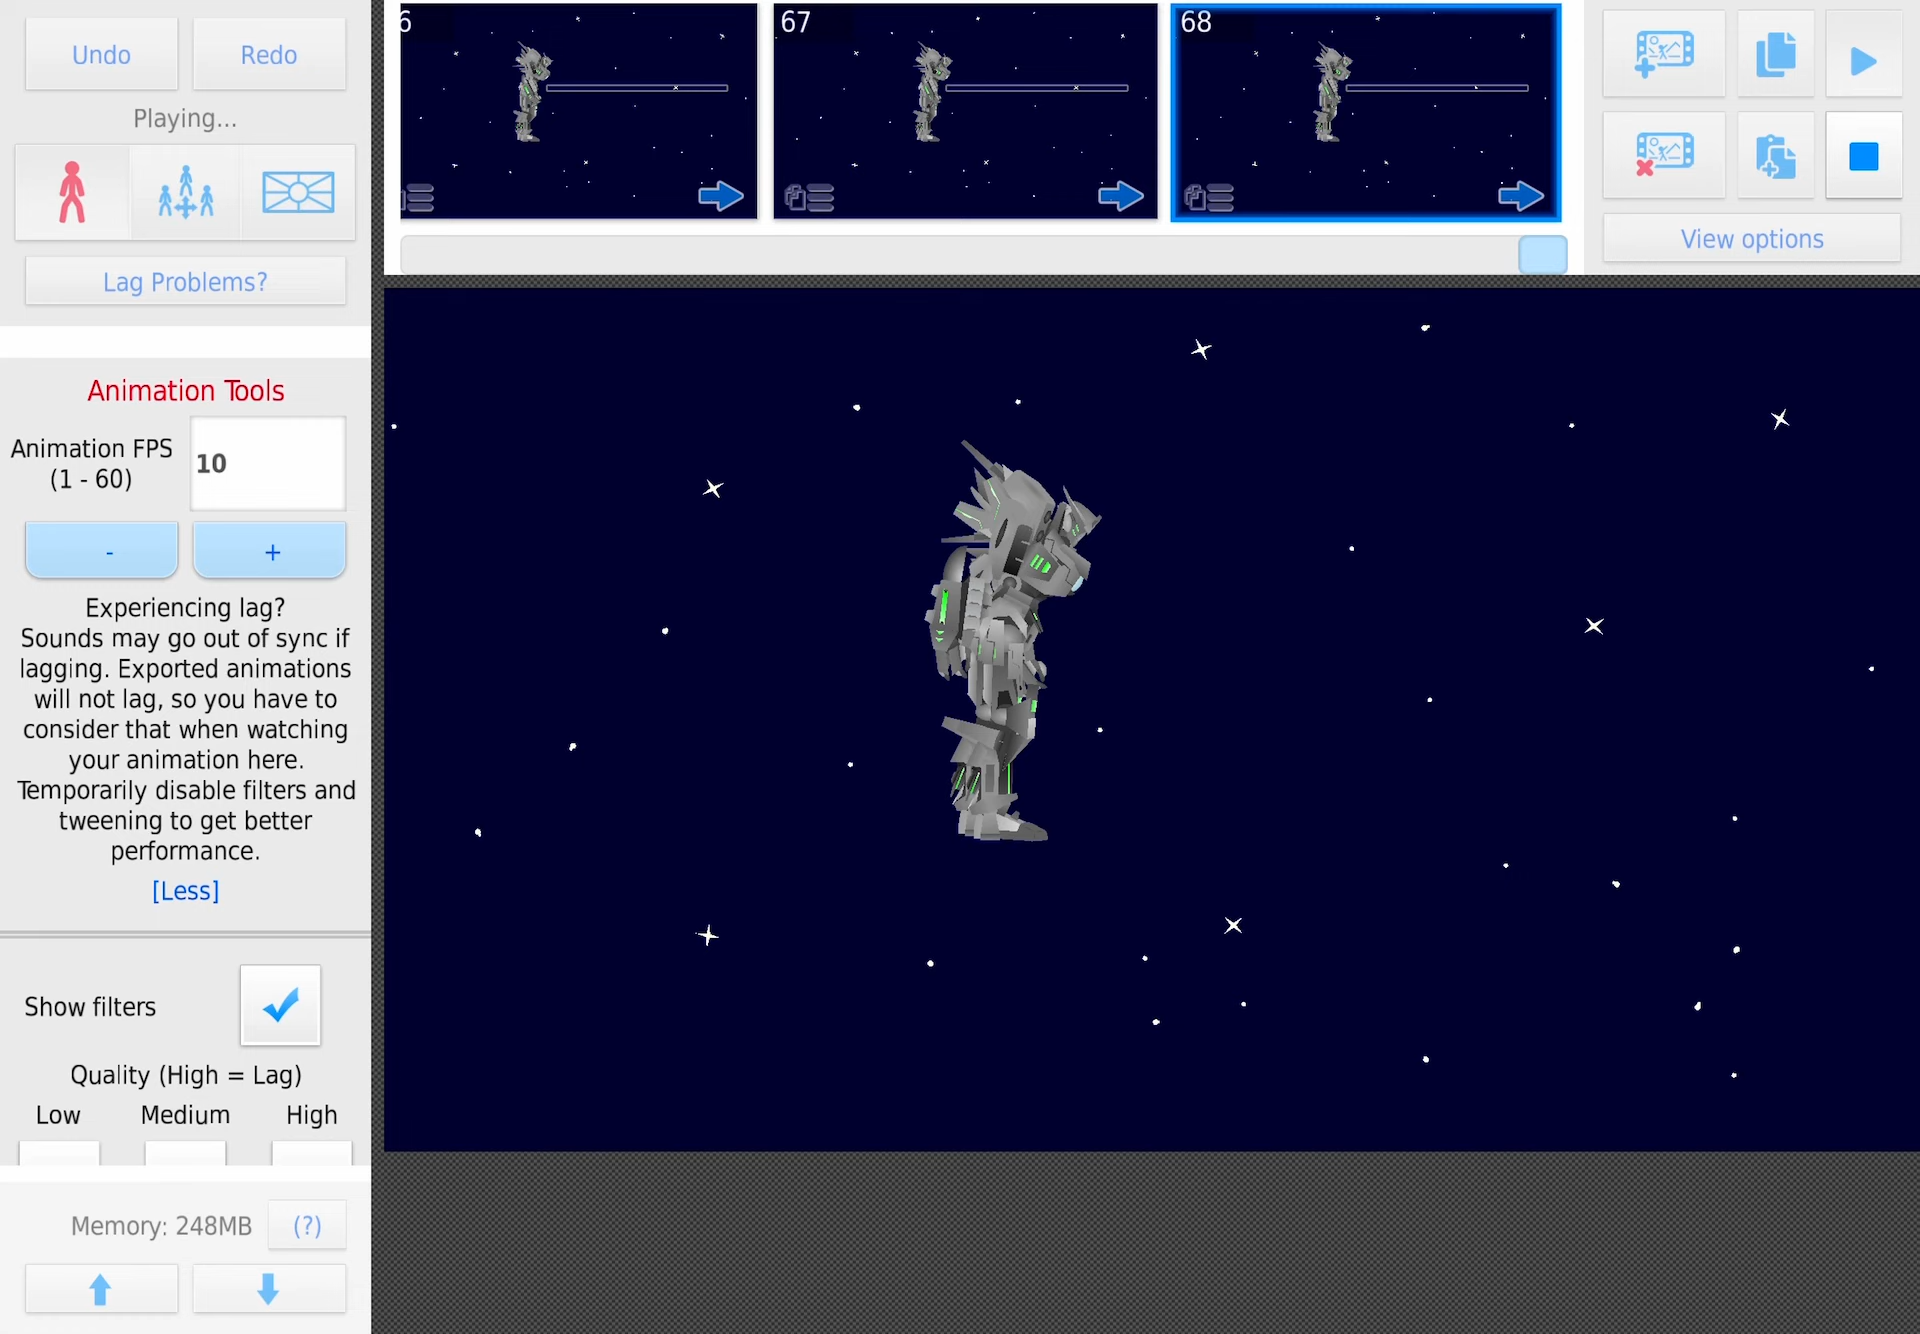 Undo
Redo
Playing...
Lag Problems?
Animation Tools
Animation FPS
(1 - 60)
10
-
+
Experiencing lag?
Sounds may go out of sync if
lagging. Exported animations
will not lag, so you have to
consider that when watching
your animation here.
Temporarily disable filters and
tweening to get better
performance.
[Less]
Show filters
Quality (High = Lag)
Low
Medium
High
Memory: 248MB
(?)
6
67
68
View options